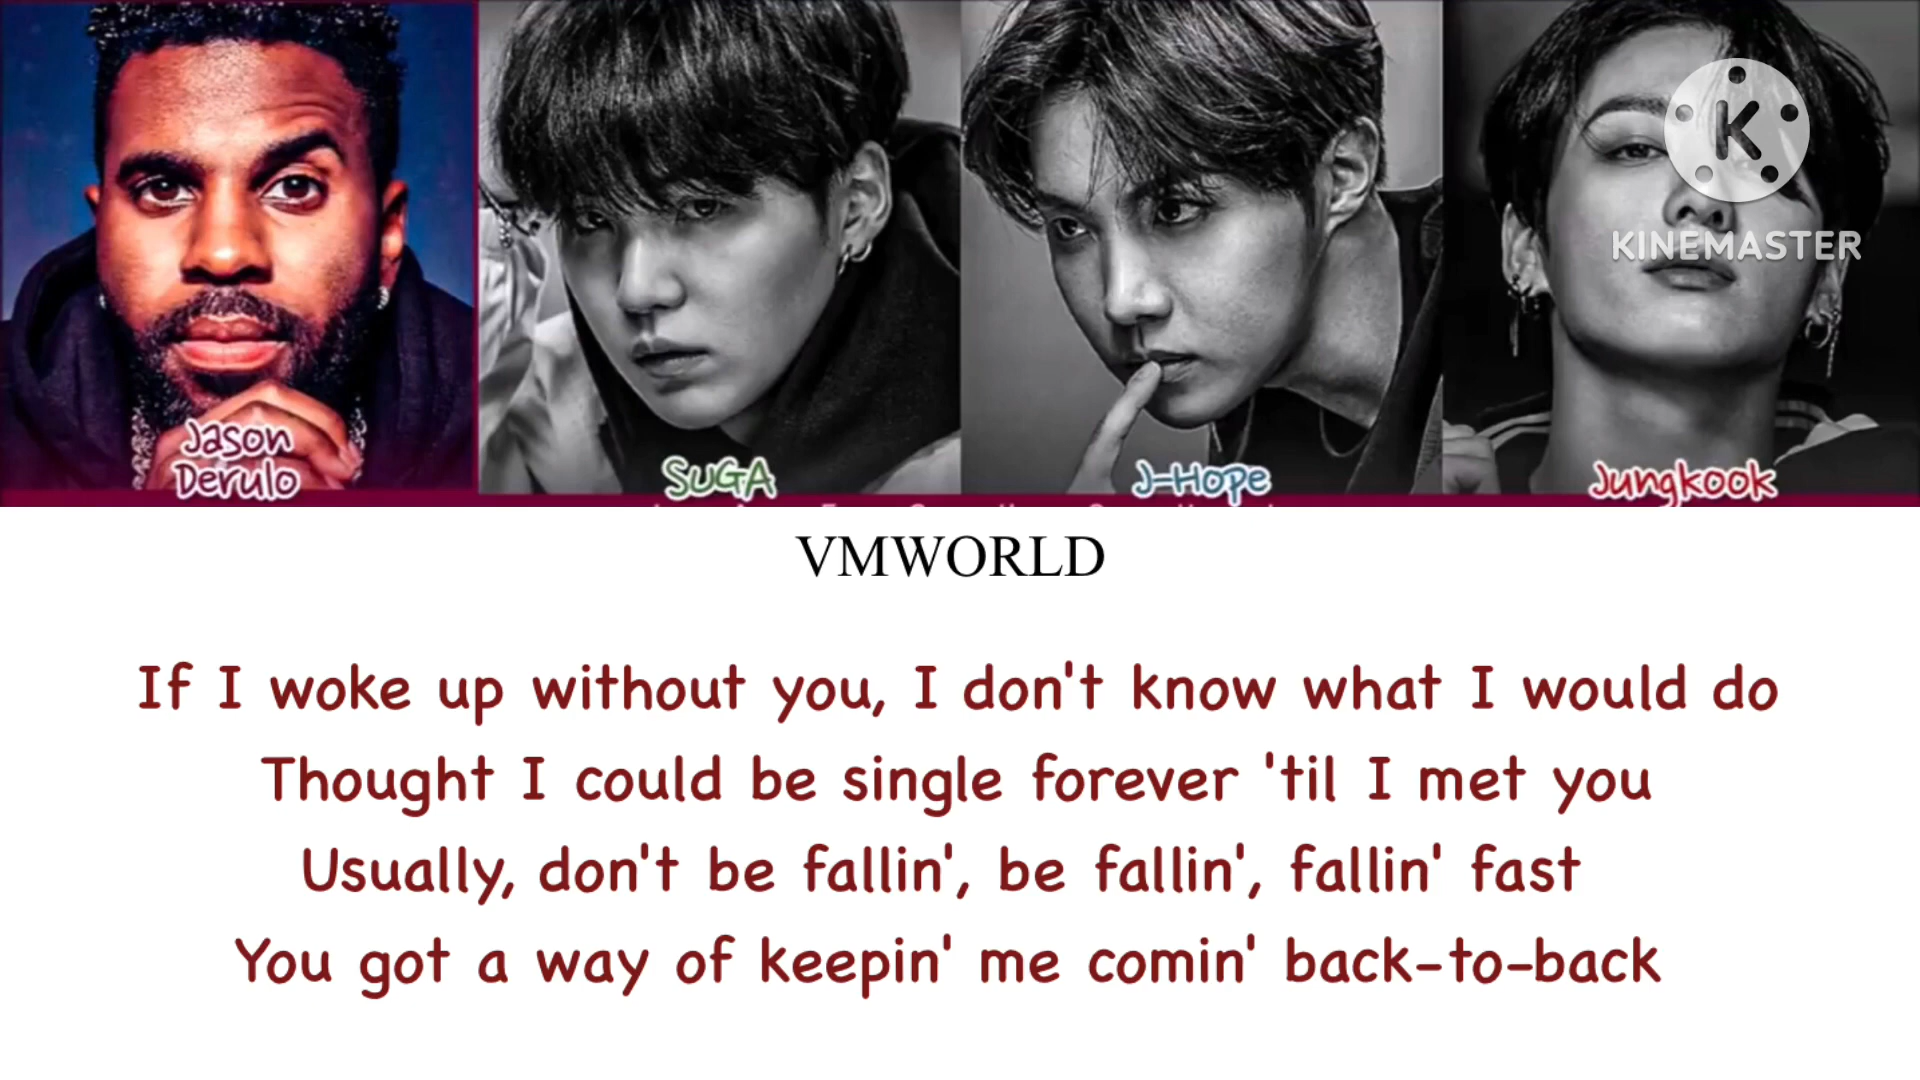 K
KINEMASTER
Jason
Derulo
SUGA
J-Hope
Jungkook
VMWORLD
If I woke up without you, I don't know what I would do
Thought I could be single forever 'til I met you
Usually, don't be fallin', be fallin', fallin' fast
You got a way of keepin' me comin' back-to-back